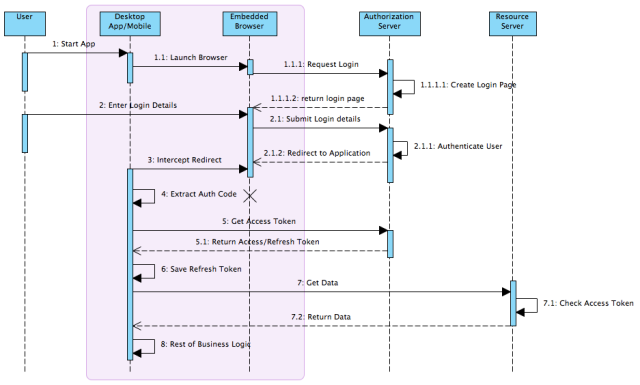 User
Desktop
App/Mobile
Embedded
Browser
Authorization
Server
Resource
Server
1: Start App
1.1: Launch Browser
1.1.1: Request Login
1.1.1.1: Create Login Page
1.1.1.2: return login page
2: Enter Login Details
2.1: Submit Login details
2.1.1: Authenticate User
2.1.2: Redirect to Application
3: Intercept Redirect
4: Extract Auth Code
5: Get Access Token
5.1: Return Access/Refresh Token
6: Save Refresh Token
7: Get Data
7.1: Check Access Token
7.2: Return Data
8: Rest of Business Logic